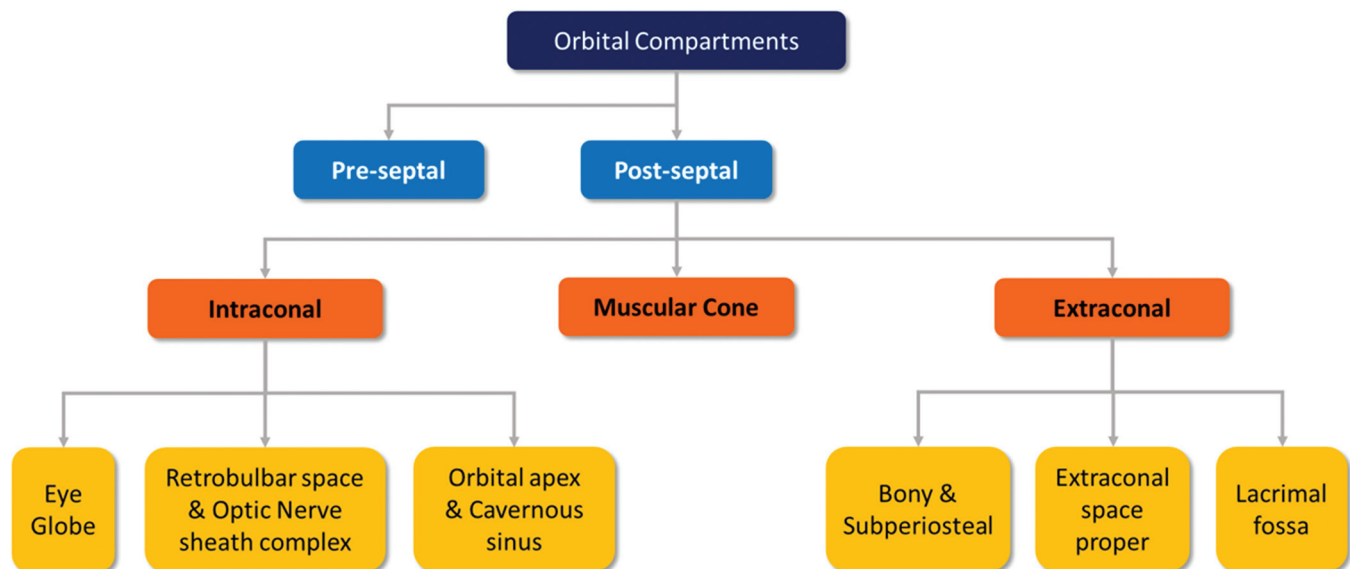 Orbital Compartments
Pre-septal
Post-septal
Intraconal
Muscular Cone
Extraconal
Eye
Globe
Retrobulbar space
& Optic Nerve
sheath complex
Orbital apex
& Cavernous
sinus
Bony &
Subperiosteal
Extraconal
space
proper
Lacrimal
fossa